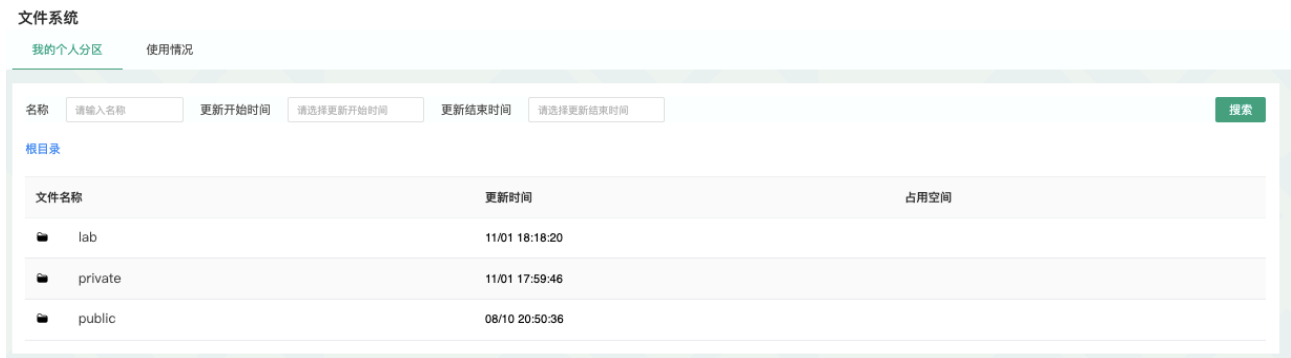 文件系统
我的个人分区 使用情况
名称 请输入名称 更新开始时间 请选择更新开始时间 更新结束时间 请选择更新结束时间 搜索
根目录
文件名称 更新时间 占用空间
lab 11/01 18:18:20
private 11/01 17:59:46
public 08/10 20:50:36